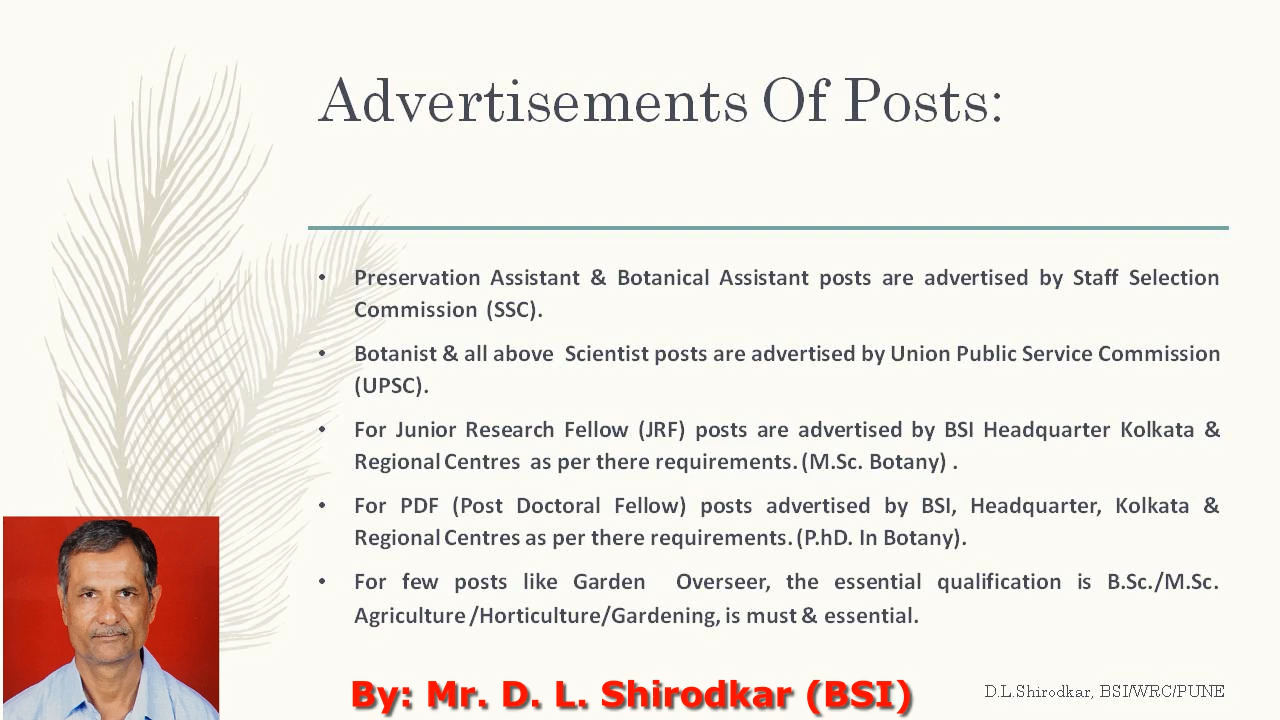 Advertisements Of Posts:
• Preservation Assistant & Botanical Assistant posts are advertised by Staff Selection
Commission (SSC).
• Botanist & all above Scientist posts are advertised by Union Public Service Commission
(UPSC).
• For Junior Research Fellow (JRF) posts are advertised by BSI Headquarter Kolkata &
Regional Centres as per there requirements. (M.Sc. Botany) .
• For PDF (Post Doctoral Fellow) posts advertised by BSI, Headquarter, Kolkata &
Regional Centres as per there requirements. (P.hD. In Botany).
• For few posts like Garden Overseer, the essential qualification is B.Sc./M.Sc.
Agriculture /Horticulture/Gardening, is must & essential.
By: Mr. D. L. Shirodkar (BSI)
D.L.Shirodkar, BSI/WRC/PUNE